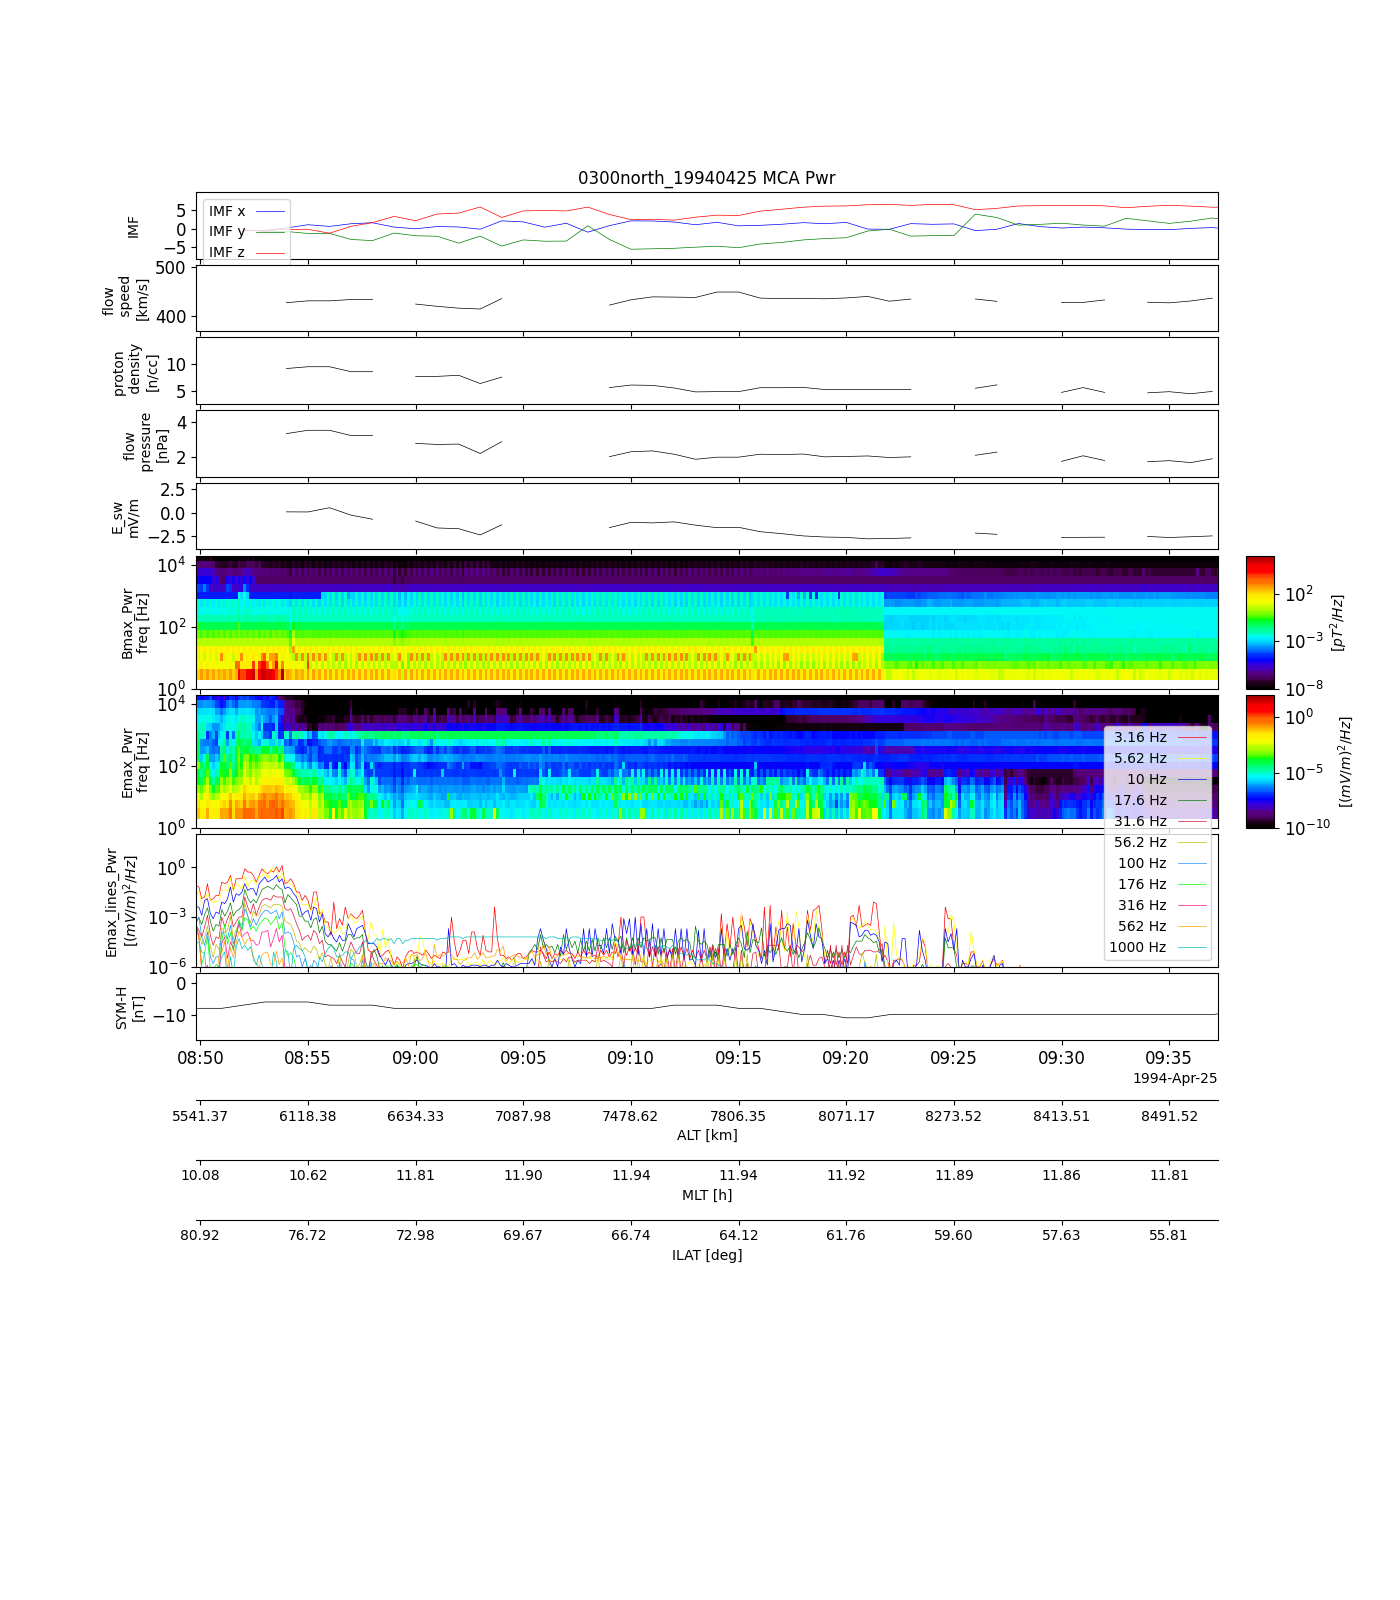 0300north_19940425 MCA Pwr
IMF
5
0
−5
IMF x
IMF y
IMF z
flow
speed
[km/s]
500
400
proton
density
[n/cc]
10
5
flow
pressure
[nPa]
4
2
E_sw
mV/m
2.5
0.0
−2.5
Bmax_Pwr
freq [Hz]
10^4
10^2
10^0
10^2
10^−3
10^−8
[pT^2/Hz]
Emax_Pwr
freq [Hz]
10^4
10^2
10^0
10^0
10^−5
10^−10
[(mV/m)^2/Hz]
3.16 Hz
5.62 Hz
10 Hz
17.6 Hz
31.6 Hz
56.2 Hz
100 Hz
176 Hz
316 Hz
562 Hz
1000 Hz
Emax_lines_Pwr
[(mV/m)^2/Hz]
10^0
10^−3
10^−6
SYM-H
[nT]
0
−10
08:50 08:55 09:00 09:05 09:10 09:15 09:20 09:25 09:30 09:35
1994-Apr-25
5541.37 6118.38 6634.33 7087.98 7478.62 7806.35 8071.17 8273.52 8413.51 8491.52
ALT [km]
10.08 10.62 11.81 11.90 11.94 11.94 11.92 11.89 11.86 11.81
MLT [h]
80.92 76.72 72.98 69.67 66.74 64.12 61.76 59.60 57.63 55.81
ILAT [deg]